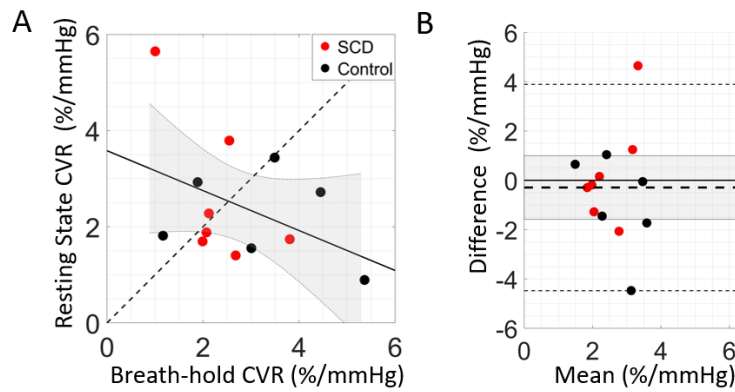 A
B
Resting State CVR (%/mmHg)
6
4
2
0
SCD
Control
0
2
4
6
Breath-hold CVR (%/mmHg)
Difference (%/mmHg)
6
4
2
0
-2
-4
-6
0
2
4
6
Mean (%/mmHg)